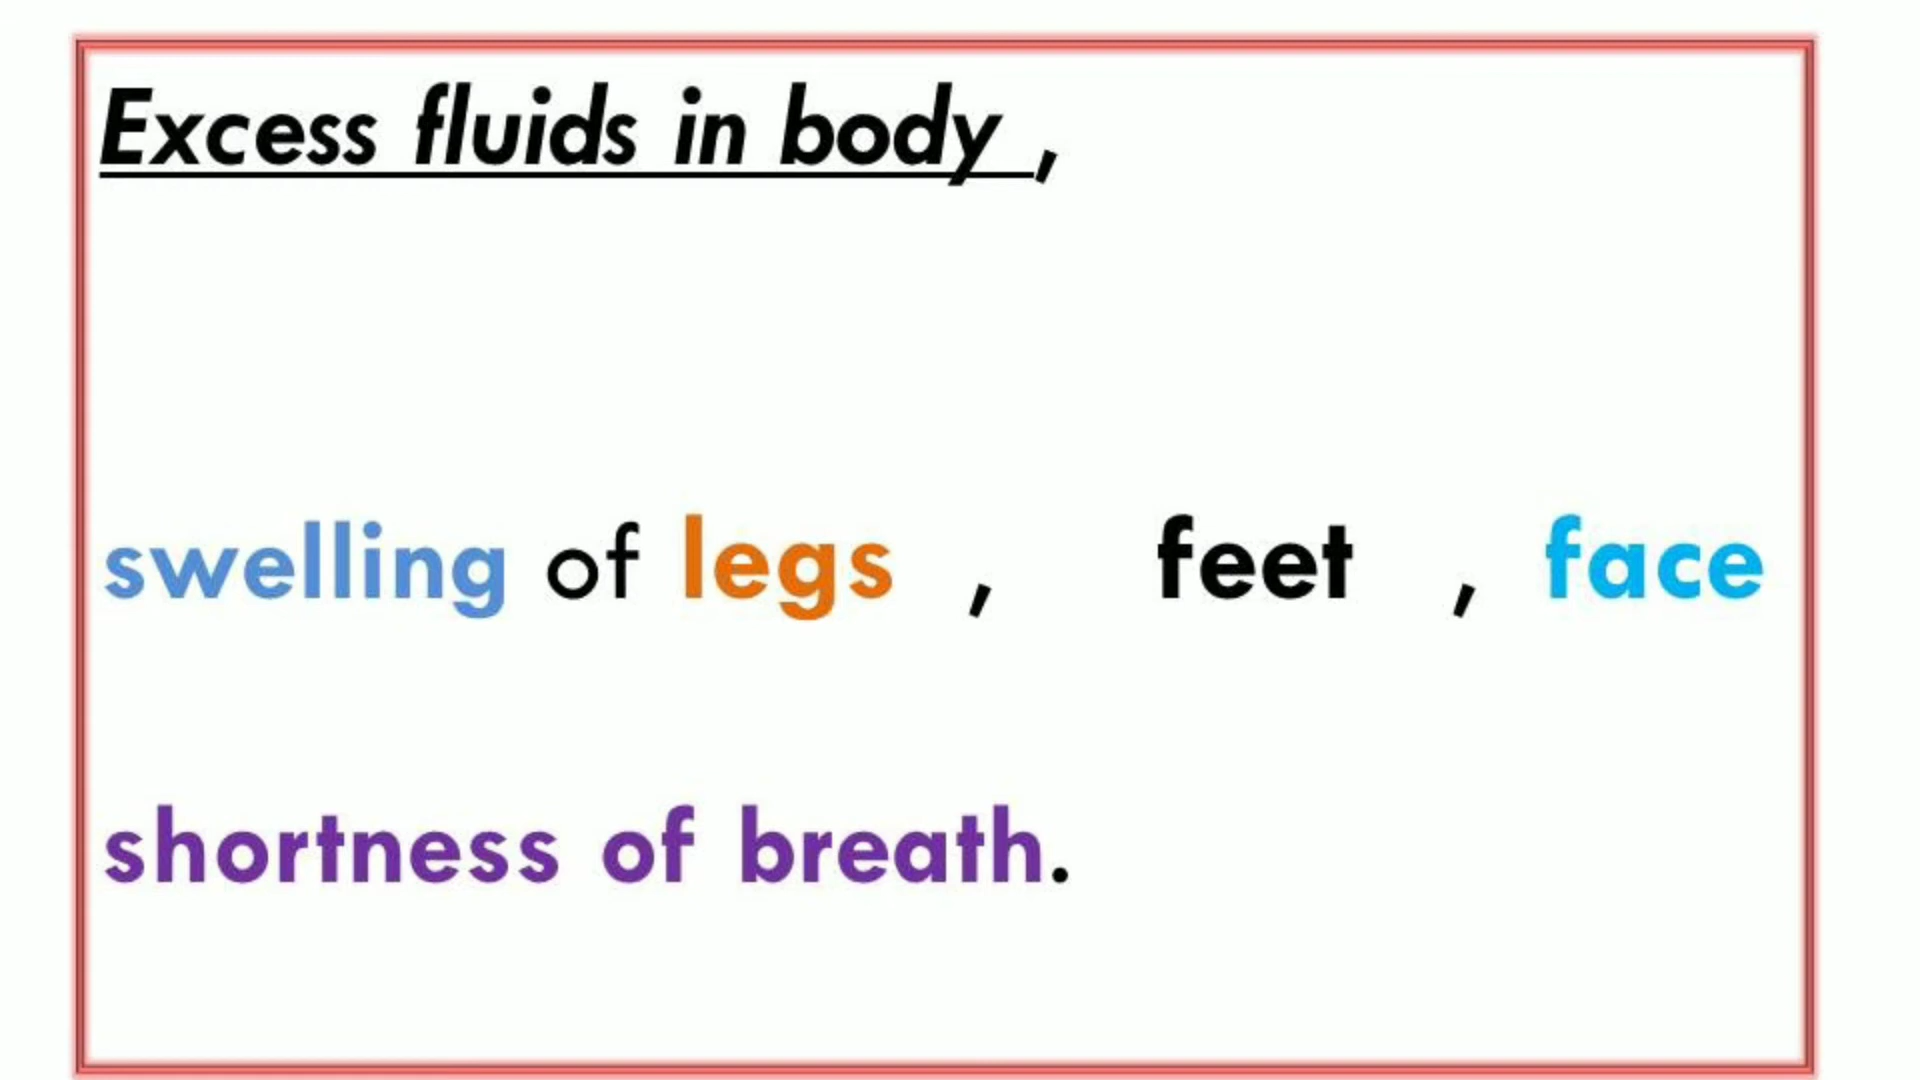 Excess fluids in body ,
swelling of legs , feet , face
shortness of breath.